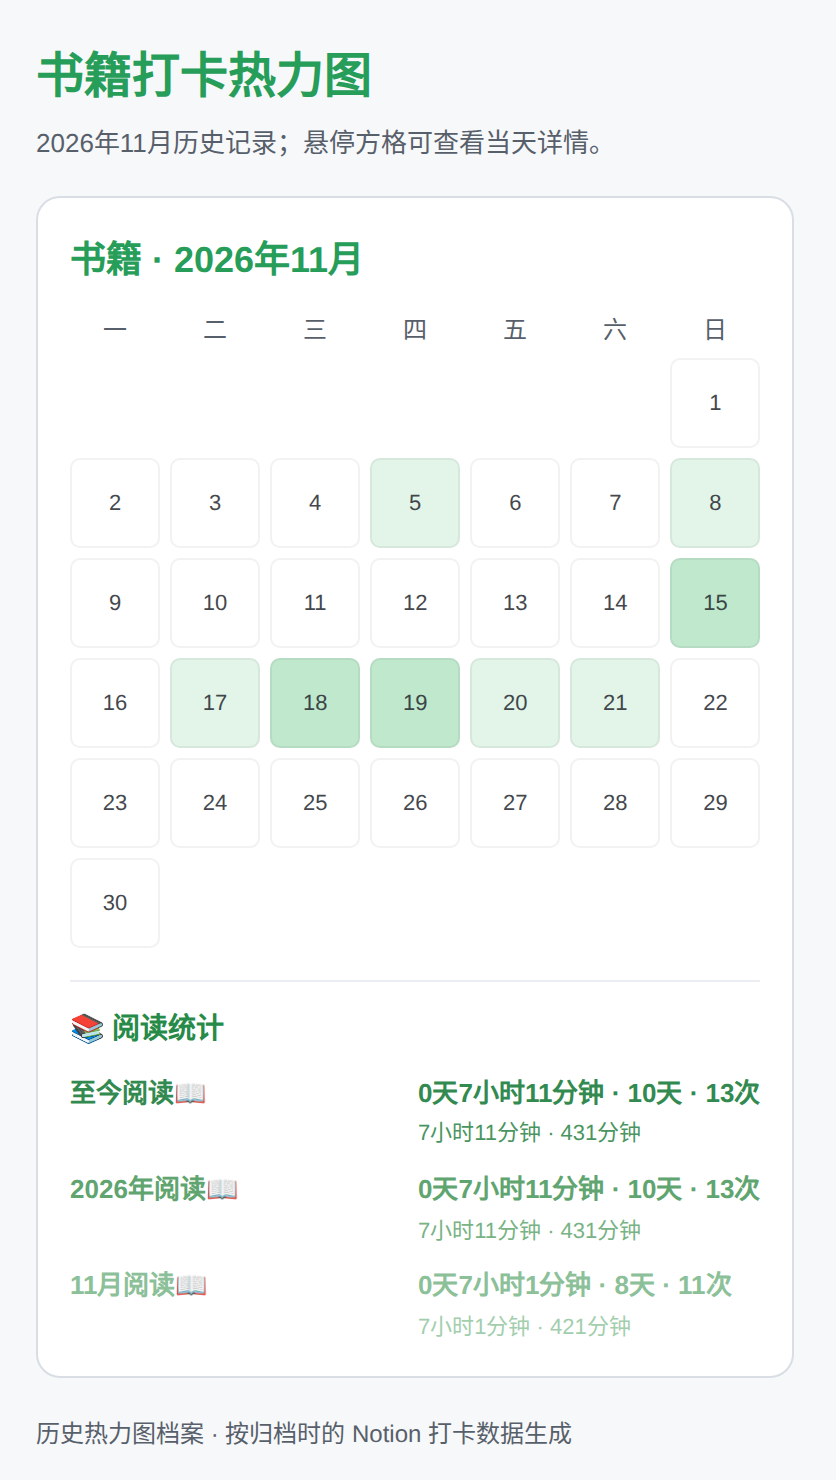 书籍打卡热力图
2026年11月历史记录；悬停方格可查看当天详情。
书籍 · 2026年11月
一 二 三 四 五 六 日
1
2 3 4 5 6 7 8
9 10 11 12 13 14 15
16 17 18 19 20 21 22
23 24 25 26 27 28 29
30
📚 阅读统计
至今阅读📖 0天7小时11分钟 · 10天 · 13次
7小时11分钟 · 431分钟
2026年阅读📖 0天7小时11分钟 · 10天 · 13次
7小时11分钟 · 431分钟
11月阅读📖 0天7小时1分钟 · 8天 · 11次
7小时1分钟 · 421分钟
历史热力图档案 · 按归档时的 Notion 打卡数据生成